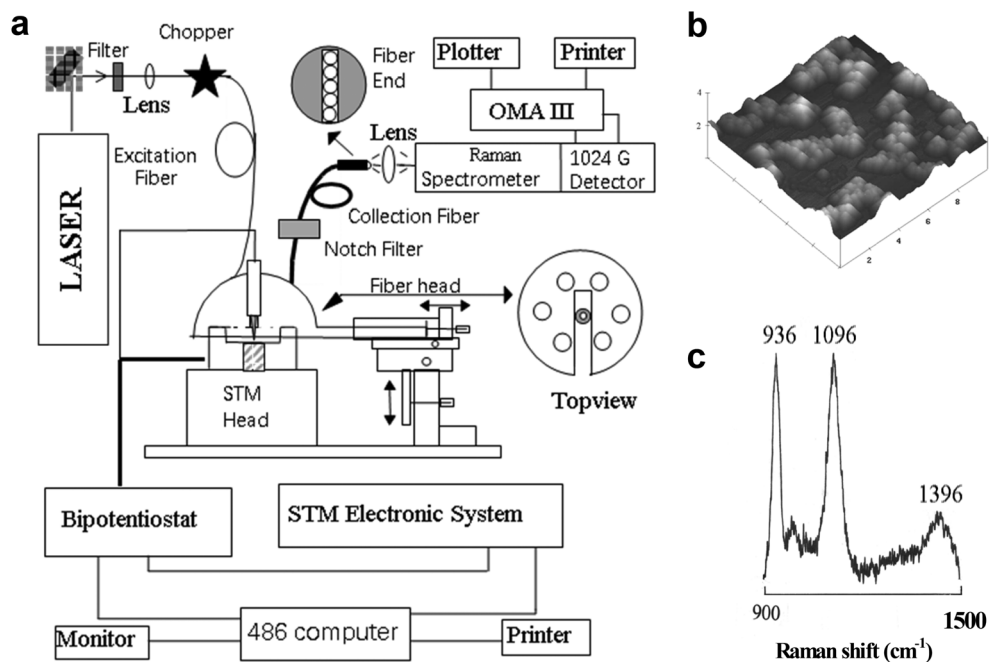 a
Filter
Chopper
Lens
Excitation
Fiber
LASER
Fiber
End
Lens
Collection Fiber
Notch Filter
Plotter
Printer
OMA III
Raman
Spectrometer
1024 G
Detector
Fiber head
Topview
STM
Head
Bipotentiostat
STM Electronic System
486 computer
Monitor
Printer
b
4
2
2
4
6
8
c
936
1096
1396
900
1500
Raman shift (cm⁻¹)